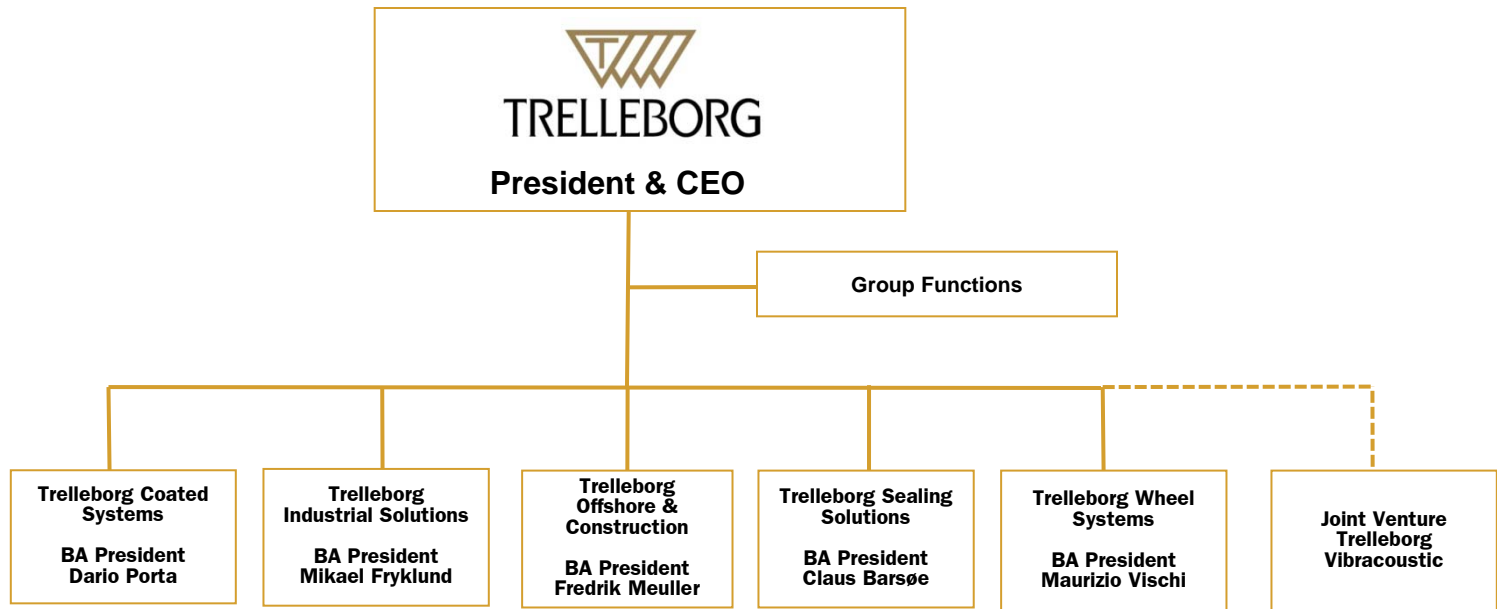 TRELLEBORG
President & CEO
Group Functions
Trelleborg Coated
Systems
BA President
Dario Porta
Trelleborg
Industrial Solutions
BA President
Mikael Fryklund
Trelleborg
Offshore &
Construction
BA President
Fredrik Meuller
Trelleborg Sealing
Solutions
BA President
Claus Barsøe
Trelleborg Wheel
Systems
BA President
Maurizio Vischi
Joint Venture
Trelleborg
Vibracoustic